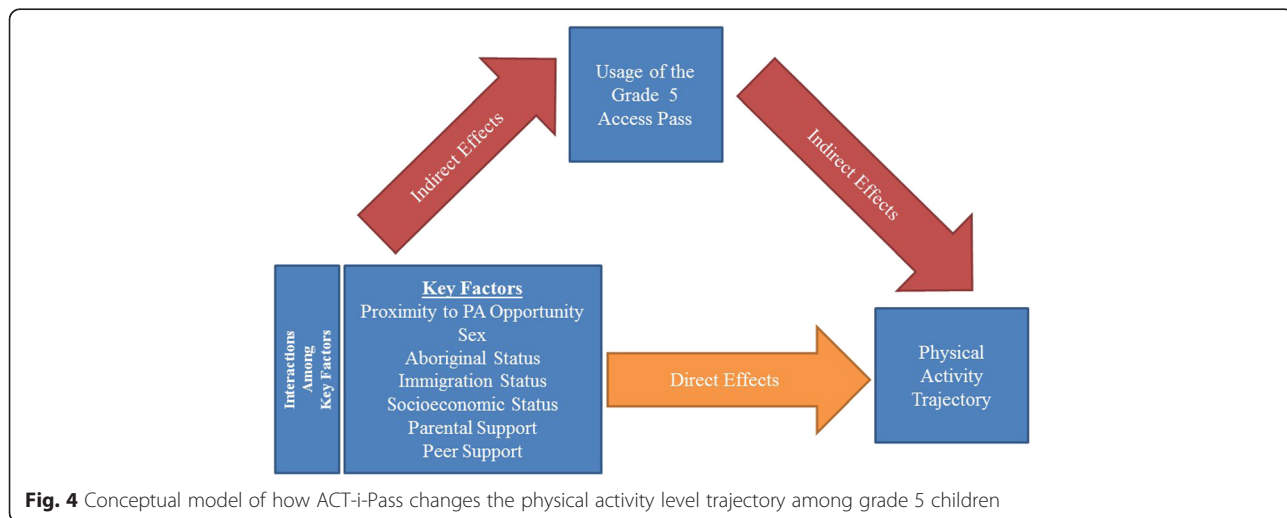 Usage of the
Grade 5
Access Pass
Indirect Effects
Indirect Effects
Interactions
Among
Key Factors
Key Factors
Proximity to PA Opportunity
Sex
Aboriginal Status
Immigration Status
Socioeconomic Status
Parental Support
Peer Support
Direct Effects
Physical
Activity
Trajectory
Fig. 4 Conceptual model of how ACT-i-Pass changes the physical activity level trajectory among grade 5 children